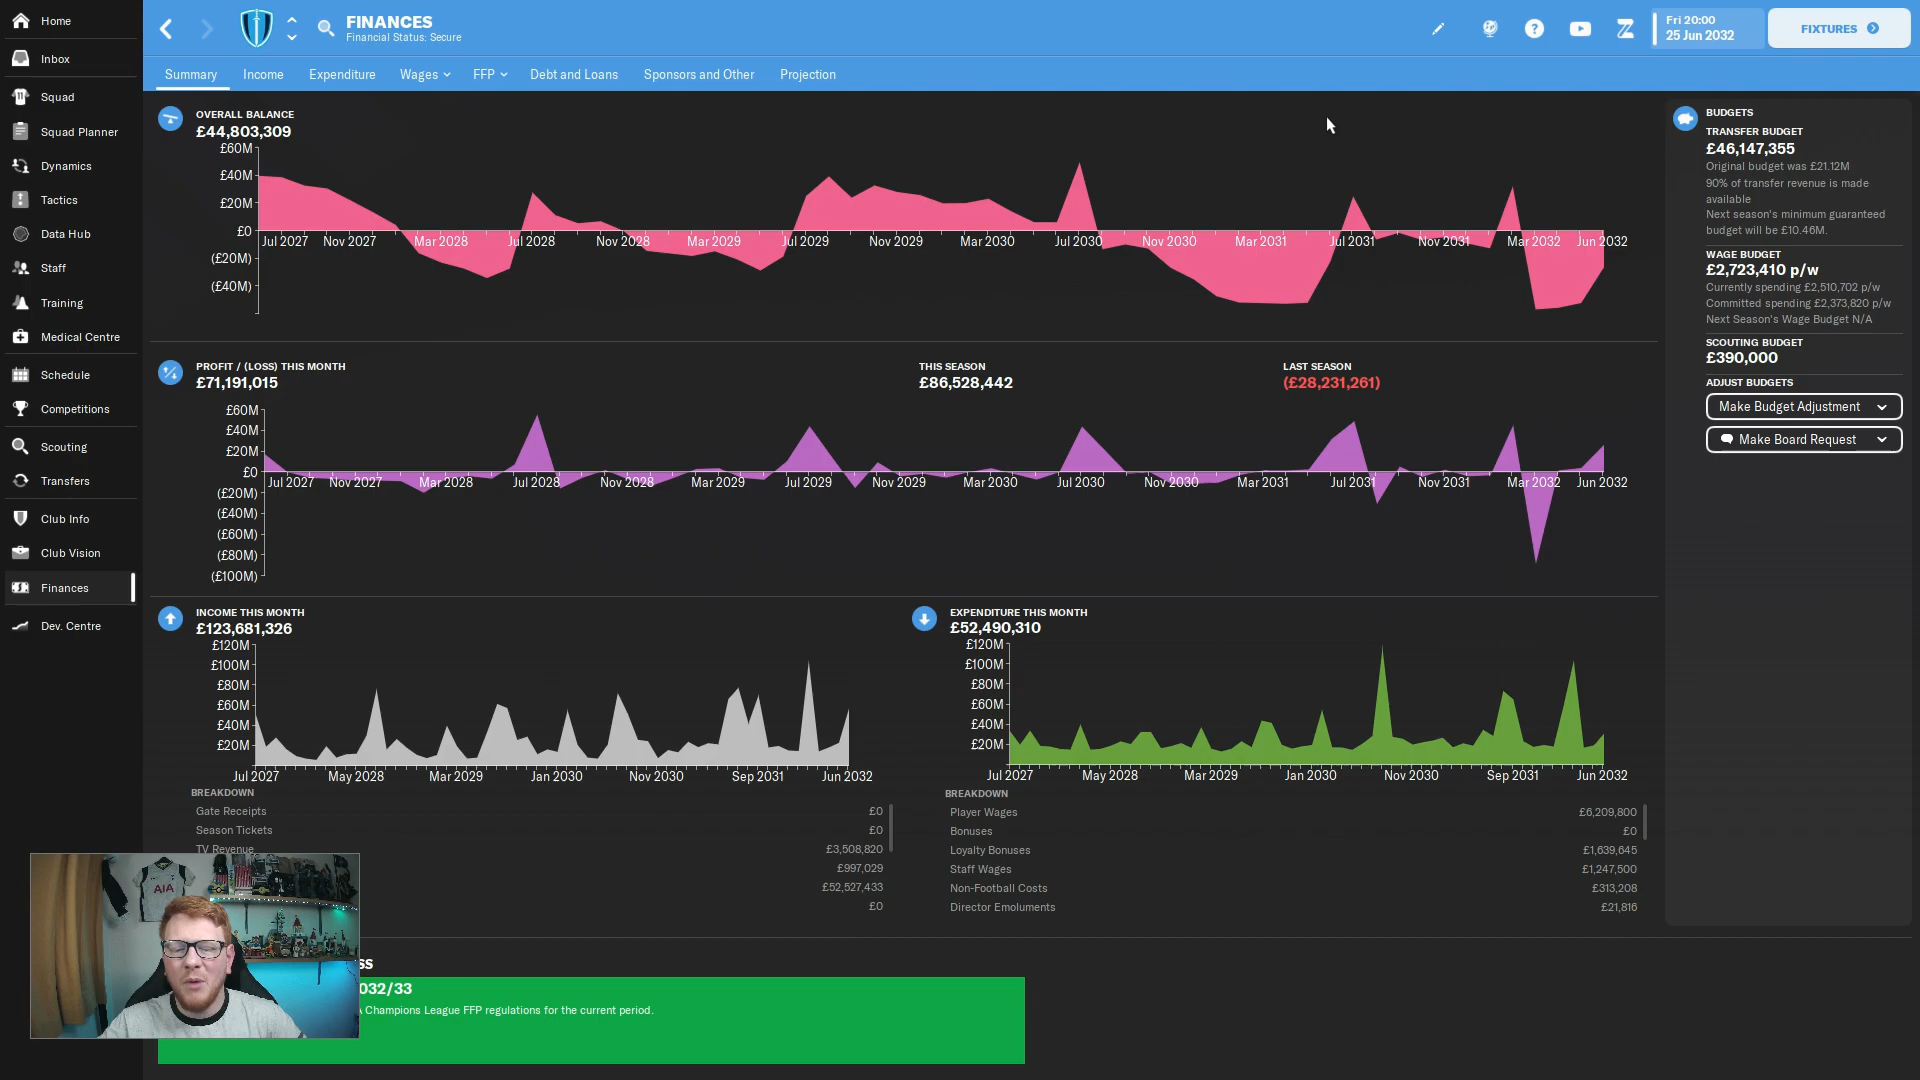 Home
Inbox
Squad
Squad Planner
Dynamics
Tactics
Data Hub
Staff
Training
Medical Centre
Schedule
Competitions
Scouting
Transfers
Club Info
Club Vision
Finances
Dev. Centre
FINANCES
Financial Status: Secure
Fri 20:00
25 Jun 2032
FIXTURES
Summary Income Expenditure Wages FFP Debt and Loans Sponsors and Other Projection
OVERALL BALANCE
£44,803,309
£60M
£40M
£20M
£0
(£20M)
(£40M)
Jul 2027 Nov 2027 Mar 2028 Jul 2028 Nov 2028 Mar 2029 Jul 2029 Nov 2029 Mar 2030 Jul 2030 Nov 2030 Mar 2031 Jul 2031 Nov 2031 Mar 2032 Jun 2032
PROFIT / (LOSS) THIS MONTH
£71,191,015
THIS SEASON
£86,528,442
LAST SEASON
(£28,231,261)
£60M
£40M
£20M
£0
(£20M)
(£40M)
(£60M)
(£80M)
(£100M)
Jul 2027 Nov 2027 Mar 2028 Jul 2028 Nov 2028 Mar 2029 Jul 2029 Nov 2029 Mar 2030 Jul 2030 Nov 2030 Mar 2031 Jul 2031 Nov 2031 Mar 2032 Jun 2032
INCOME THIS MONTH
£123,681,326
£120M
£100M
£80M
£60M
£40M
£20M
Jul 2027 May 2028 Mar 2029 Jan 2030 Nov 2030 Sep 2031 Jun 2032
BREAKDOWN
Gate Receipts £0
Season Tickets £0
TV Revenue £3,508,820
£997,029
£52,527,433
£0
EXPENDITURE THIS MONTH
£52,490,310
£120M
£100M
£80M
£60M
£40M
£20M
Jul 2027 May 2028 Mar 2029 Jan 2030 Nov 2030 Sep 2031 Jun 2032
BREAKDOWN
Player Wages £6,209,800
Bonuses £0
Loyalty Bonuses £1,639,645
Staff Wages £1,247,500
Non-Football Costs £313,208
Director Emoluments £21,816
BUDGETS
TRANSFER BUDGET
£46,147,355
Original budget was £21.12M
90% of transfer revenue is made
available
Next season's minimum guaranteed
budget will be £10.46M.
WAGE BUDGET
£2,723,410 p/w
Currently spending £2,510,702 p/w
Committed spending £2,373,820 p/w
Next Season's Wage Budget N/A
SCOUTING BUDGET
£390,000
ADJUST BUDGETS
Make Budget Adjustment
Make Board Request
SS
032/33
Champions League FFP regulations for the current period.
AIA